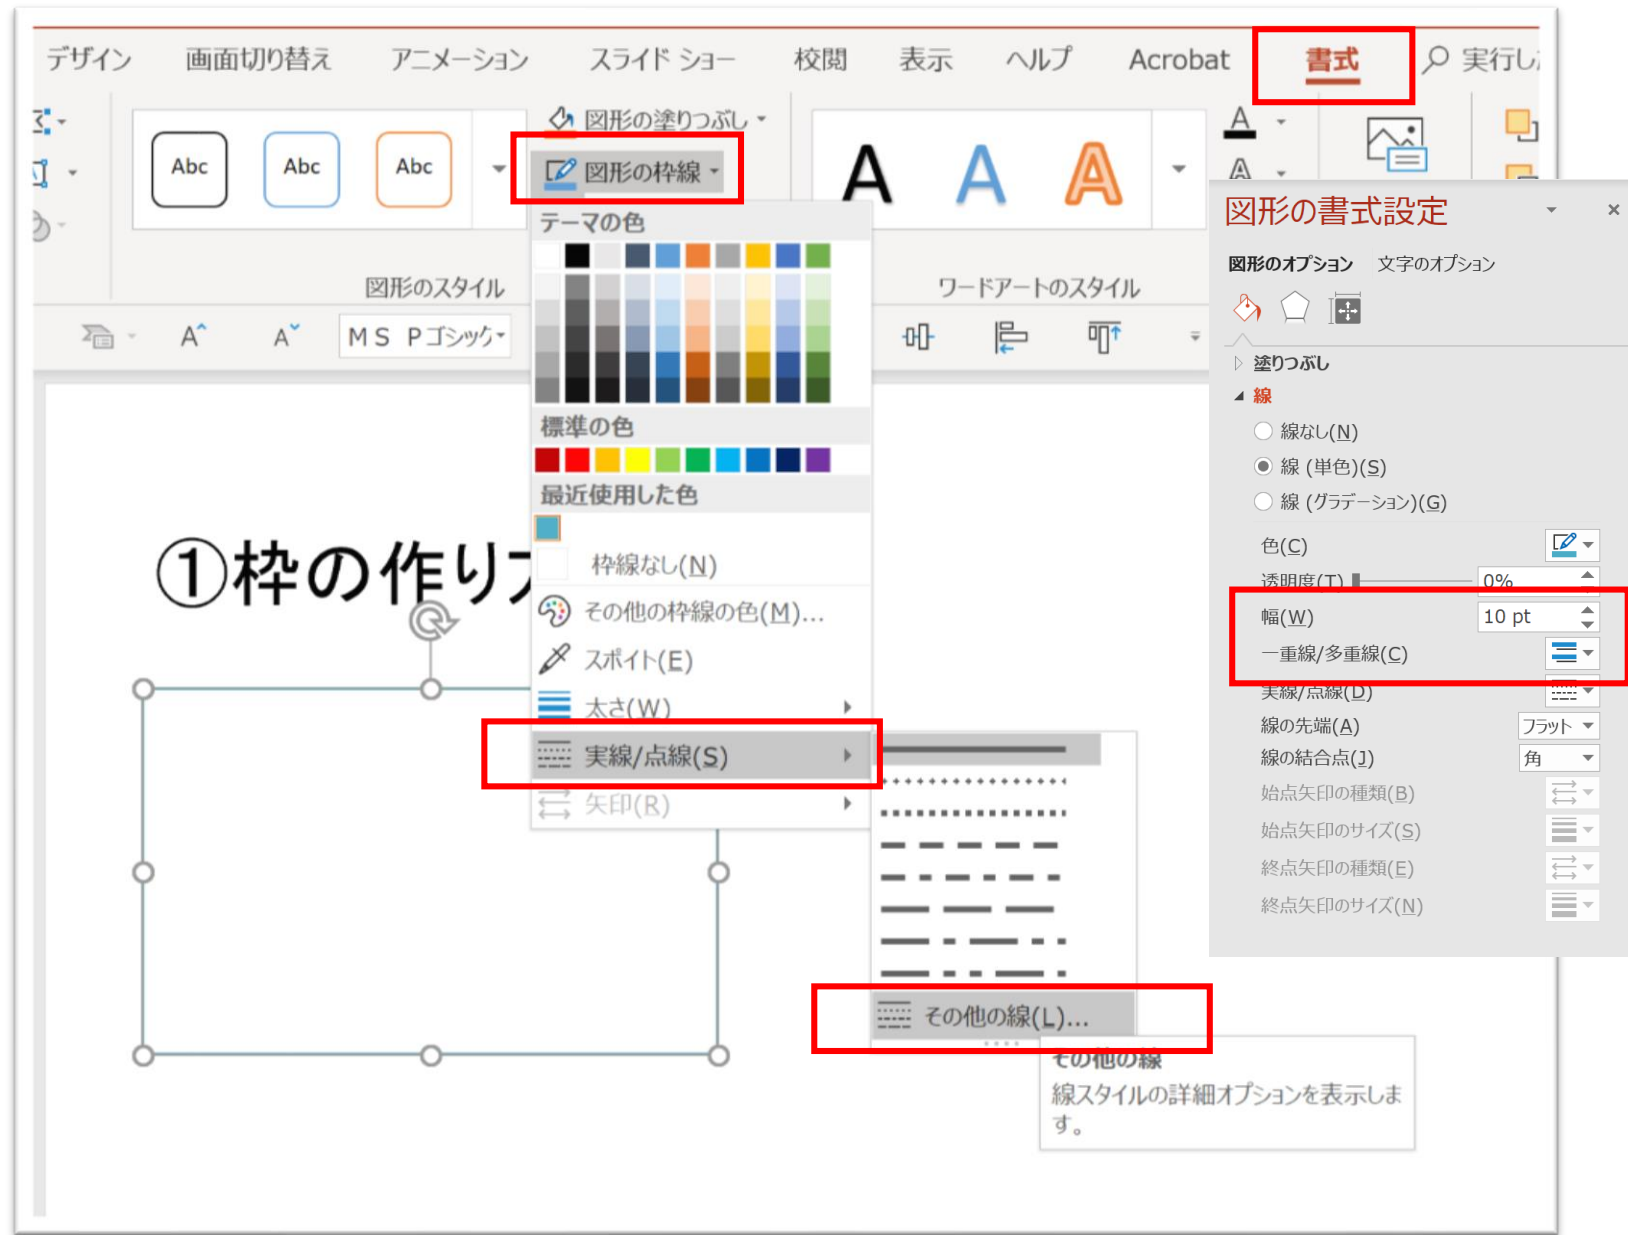 デザイン 画面切り替え アニメーション スライド ショー 校閲 表示 ヘルプ Acrobat 書式 実行し
図形の塗りつぶし
Abc Abc Abc
図形の枠線
A A A
A
A
図形のスタイル
ワードアートのスタイル
A^ Aˇ ＭＳ Ｐゴシック
テーマの色
標準の色
最近使用した色
枠線なし(N)
その他の枠線の色(M)...
スポイト(E)
太さ(W)
実線/点線(S)
矢印(R)
①枠の作り
その他の線(L)...
その他の線
線スタイルの詳細オプションを表示しま
す。
図形の書式設定
図形のオプション 文字のオプション
塗りつぶし
線
線なし(N)
線 (単色)(S)
線 (グラデーション)(G)
色(C)
透明度(T) 0%
幅(W) 10 pt
一重線/多重線(C)
実線/点線(D)
線の先端(A) フラット
線の結合点(J) 角
始点矢印の種類(B)
始点矢印のサイズ(S)
終点矢印の種類(E)
終点矢印のサイズ(N)